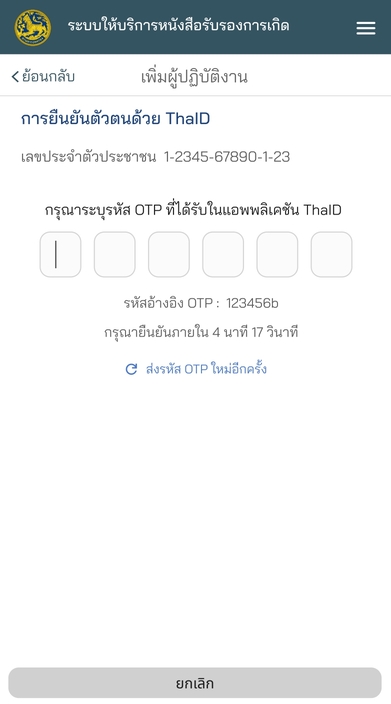 ระบบให้บริการหนังสือรับรองการเกิด
ย้อนกลับ
เพิ่มผู้ปฏิบัติงาน
การยืนยันตัวตนด้วย ThaID
เลขประจำตัวประชาชน 1-2345-67890-1-23
กรุณาระบุรหัส OTP ที่ได้รับในแอพพลิเคชัน ThaID
รหัสอ้างอิง OTP : 123456b
กรุณายืนยันภายใน 4 นาที 17 วินาที
ส่งรหัส OTP ใหม่อีกครั้ง
ยกเลิก